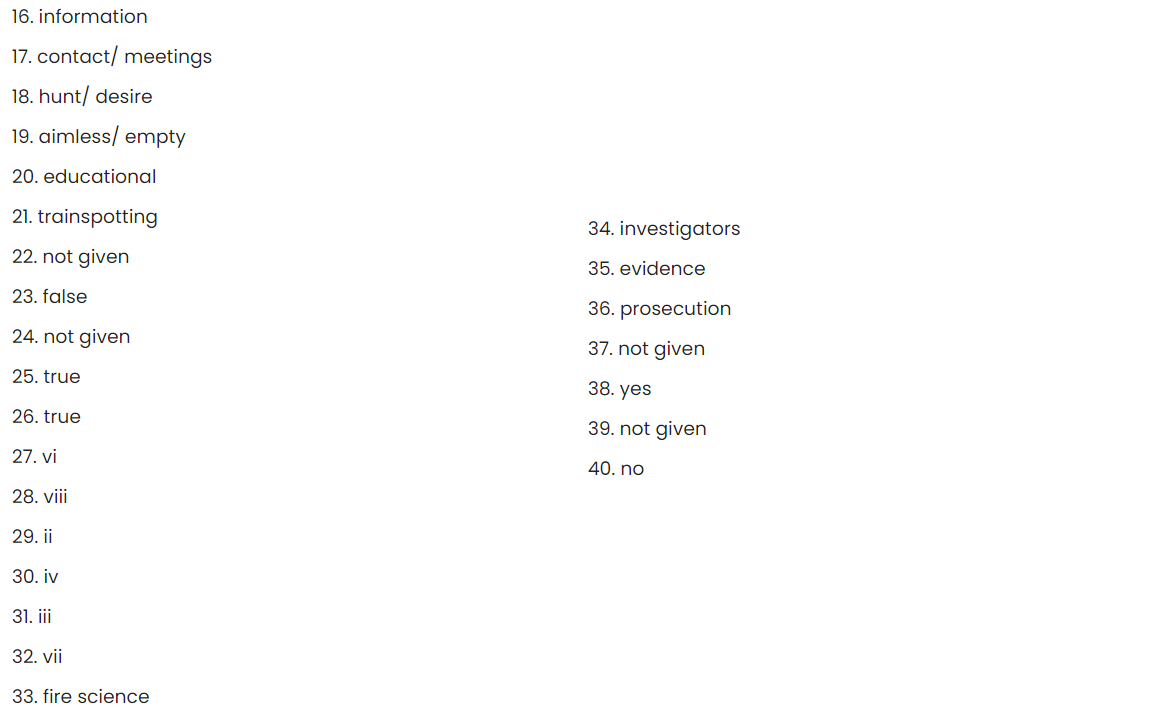 16. information
17. contact/ meetings
18. hunt/ desire
19. aimless/ empty
20. educational
21. trainspotting
22. not given
23. false
24. not given
25. true
26. true
27. vi
28. viii
29. ii
30. iv
31. iii
32. vii
33. fire science
34. investigators
35. evidence
36. prosecution
37. not given
38. yes
39. not given
40. no